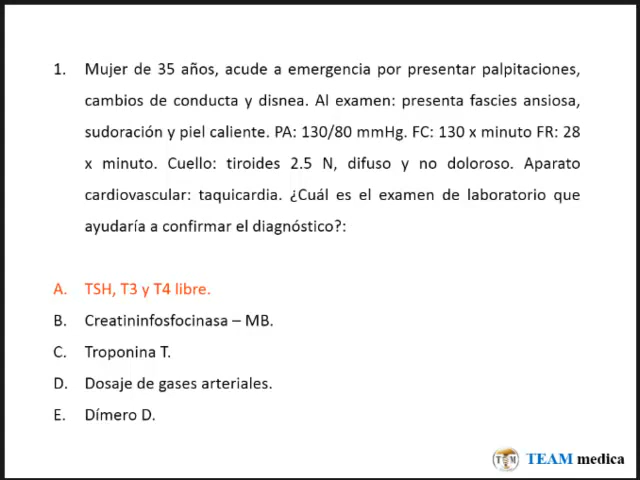 1. Mujer de 35 años, acude a emergencia por presentar palpitaciones,
cambios de conducta y disnea. Al examen: presenta fascies ansiosa,
sudoración y piel caliente. PA: 130/80 mmHg. FC: 130 x minuto FR: 28
x minuto. Cuello: tiroides 2.5 N, difuso y no doloroso. Aparato
cardiovascular: taquicardia. ¿Cuál es el examen de laboratorio que
ayudaría a confirmar el diagnóstico?:
A. TSH, T3 y T4 libre.
B. Creatininfosfocinasa – MB.
C. Troponina T.
D. Dosaje de gases arteriales.
E. Dímero D.
TEAM medica